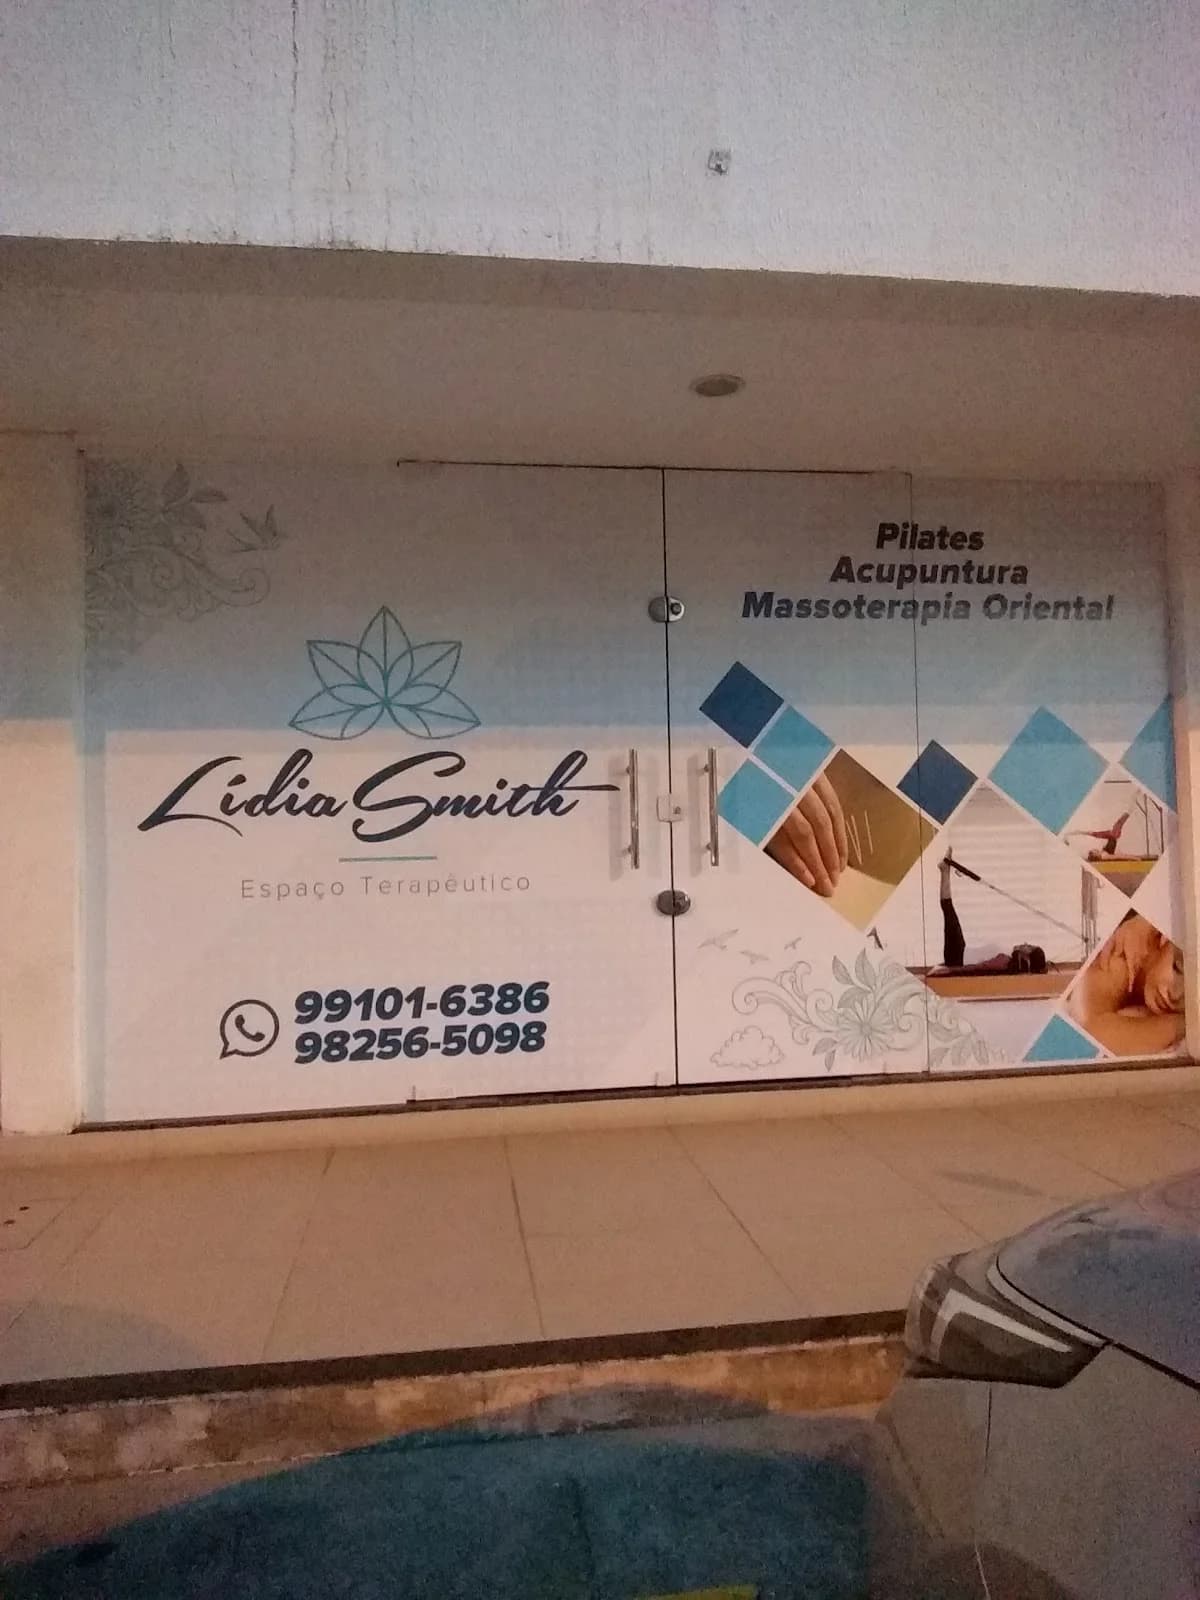 Lídia Smith
Espaço Terapêutico
99101-6386
98256-5098
Pilates
Acupuntura
Massoterapia Oriental